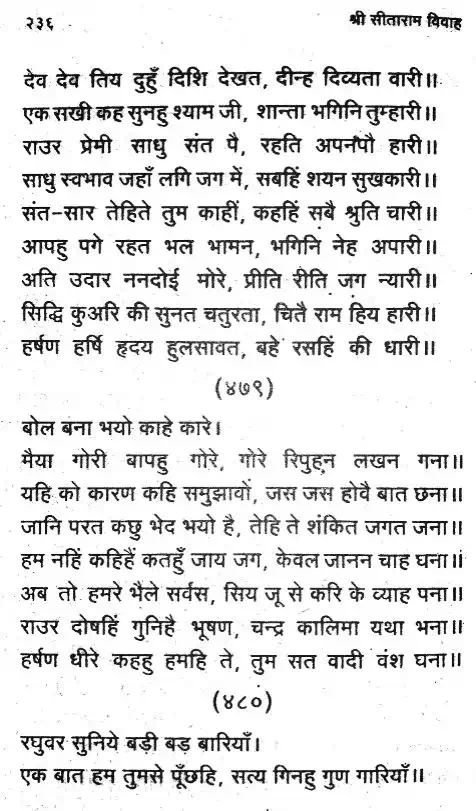 २३६ श्री सीताराम विवाह
देव देव तिय दुहुँ दिशि देखत, दीन्ह दिव्यता वारी॥
एक सखी कह सुनहु श्याम जी, शान्ता भगिनि तुम्हारी॥
राउर प्रेमी साधु संत पै, रहति अपनपौ हारी॥
साधु स्वभाव जहाँ लगि जग में, सबहिं शयन सुखकारी॥
संत-सार तेहिते तुम काहीं, कहहिं सबै श्रुति चारी॥
आपहु पगे रहत भल भामन, भगिनि नेह अपारी॥
अति उदार ननदोई मोरे, प्रीति रीति जग न्यारी॥
सिद्धि कुअरि की सुनत चतुरता, चितै राम हिय हारी॥
हर्षण हर्षि हृदय हुलसावत, बहे रसहिं की धारी॥
(४७९)
बोल बना भयो काहे कारे।
मैया गोरी बापहु गोरे, गोरे रिपुहन लखन गना॥
यहि को कारण कहि समुझावों, जस जस होवै बात छना॥
जानि परत कछु भेद भयो है, तेहि ते शंकित जगत जना॥
हम नहिं कहिहैं कतहुँ जाय जग, केवल जानन चाह घना॥
अब तो हमरे भैले सर्वस, सिय जू से करि के व्याह पना॥
राउर दोषहिं गुनिहै भूषण, चन्द्र कालिमा यथा भना॥
हर्षण धीरे कहहु हमहि ते, तुम सत वादी वंश घना॥
(४८०)
रघुवर सुनिये बड़ी बड़ बारियाँ।
एक बात हम तुमसे पूँछहि, सत्य गिनहु गुण गारियाँ॥